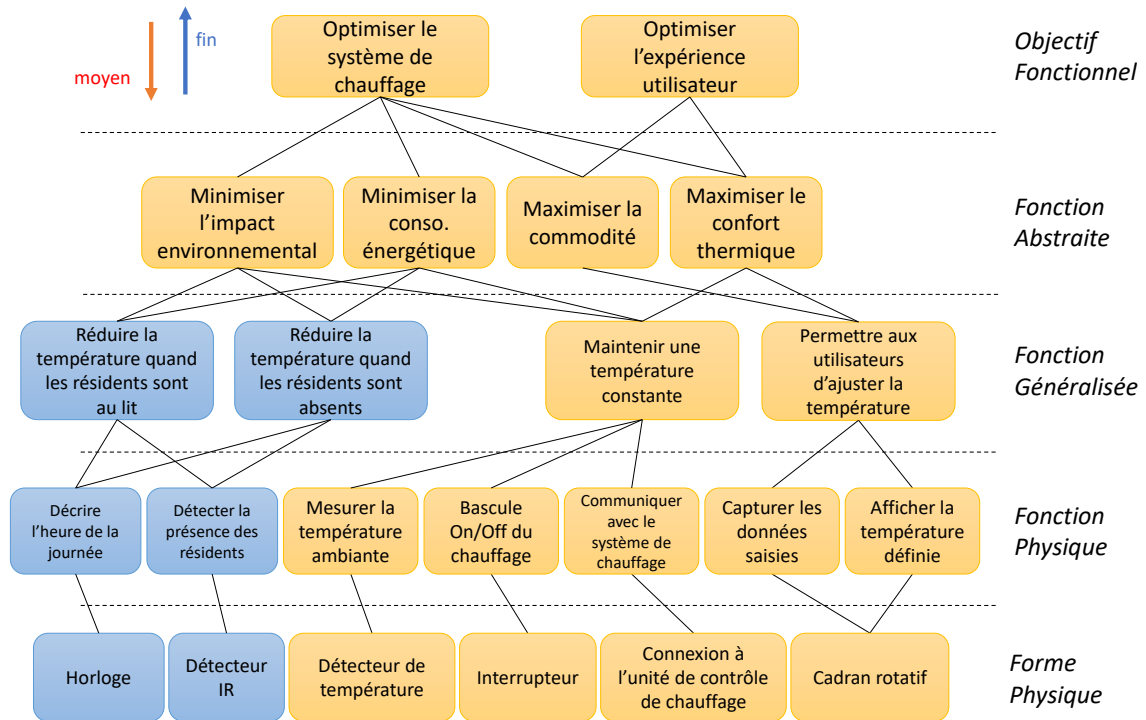 moyen
fin
Optimiser le
système de
chauffage
Optimiser
l’expérience
utilisateur
Objectif
Fonctionnel
Minimiser
l’impact
environnemental
Minimiser la
conso.
énergétique
Maximiser la
commodité
Maximiser le
confort
thermique
Fonction
Abstraite
Réduire la
température quand
les résidents sont
au lit
Réduire la
température quand
les résidents sont
absents
Maintenir une
température
constante
Permettre aux
utilisateurs
d’ajuster la
température
Fonction
Généralisée
Décrire
l’heure de la
journée
Détecter la
présence des
résidents
Mesurer la
température
ambiante
Bascule
On/Off du
chauffage
Communiquer
avec le
système de
chauffage
Capturer les
données
saisies
Afficher la
température
définie
Fonction
Physique
Horloge
Détecteur
IR
Détecteur de
température
Interrupteur
Connexion à
l’unité de contrôle
de chauffage
Cadran rotatif
Forme
Physique